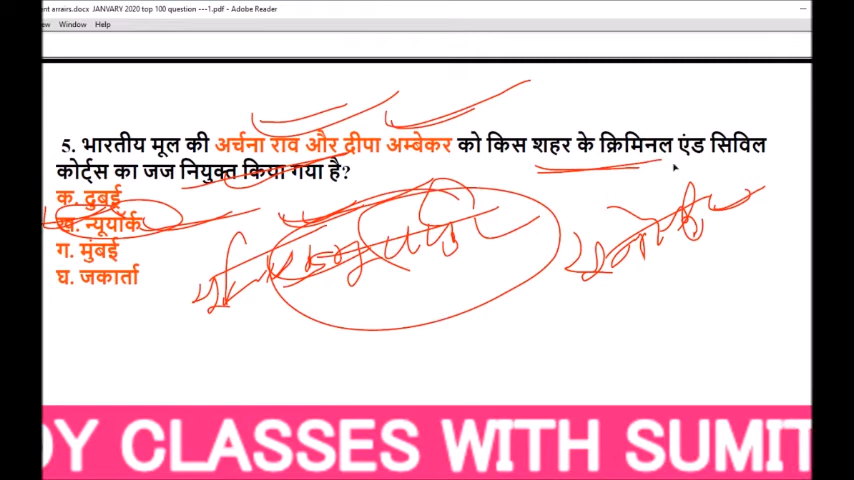 nt arrairs.docx JANVARY 2020 top 100 question ---1.pdf - Adobe Reader
ew Window Help
5. भारतीय मूल की अर्चना राव और द्रीपा अम्बेकर को किस शहर के क्रिमिनल एंड सिविल
कोर्ट्स का जज नियुक्त किया गया है?
क. दुबई
ख. न्यूयॉर्क
ग. मुंबई
घ. जकार्ता
DY CLASSES WITH SUMIT